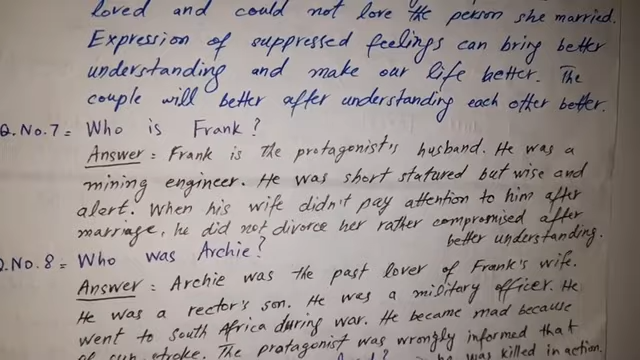 loved and could not love the person she married.
Expression of suppressed feelings can bring better
understanding and make our life better. The
couple will better after understanding each other better.
Q. No. 7 = Who is Frank?
Answer : Frank is the protagonist's husband. He was a
mining engineer. He was short statured but wise and
alert. When his wife didn't pay attention to him after
marriage, he did not divorce her rather compromised after
better understanding.
Q. No. 8 = Who was Archie?
Answer : Archie was the past lover of Frank's wife.
He was a rector's son. He was a military officer. He
went to South Africa during war. He became mad because
of sun stroke. The protagonist was wrongly informed that
he was killed in action.